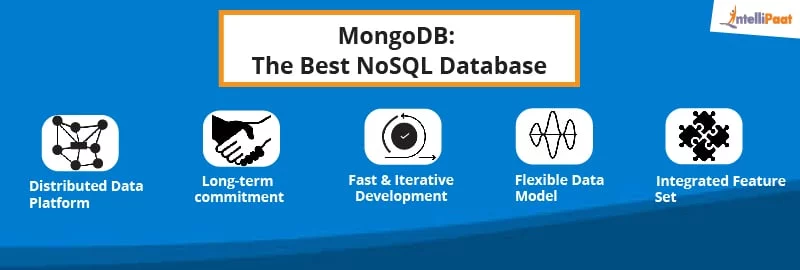 IntelliPaat
MongoDB:
The Best NoSQL Database
Distributed Data
Platform
Long-term
commitment
Fast & Iterative
Development
Flexible Data
Model
Integrated Feature
Set